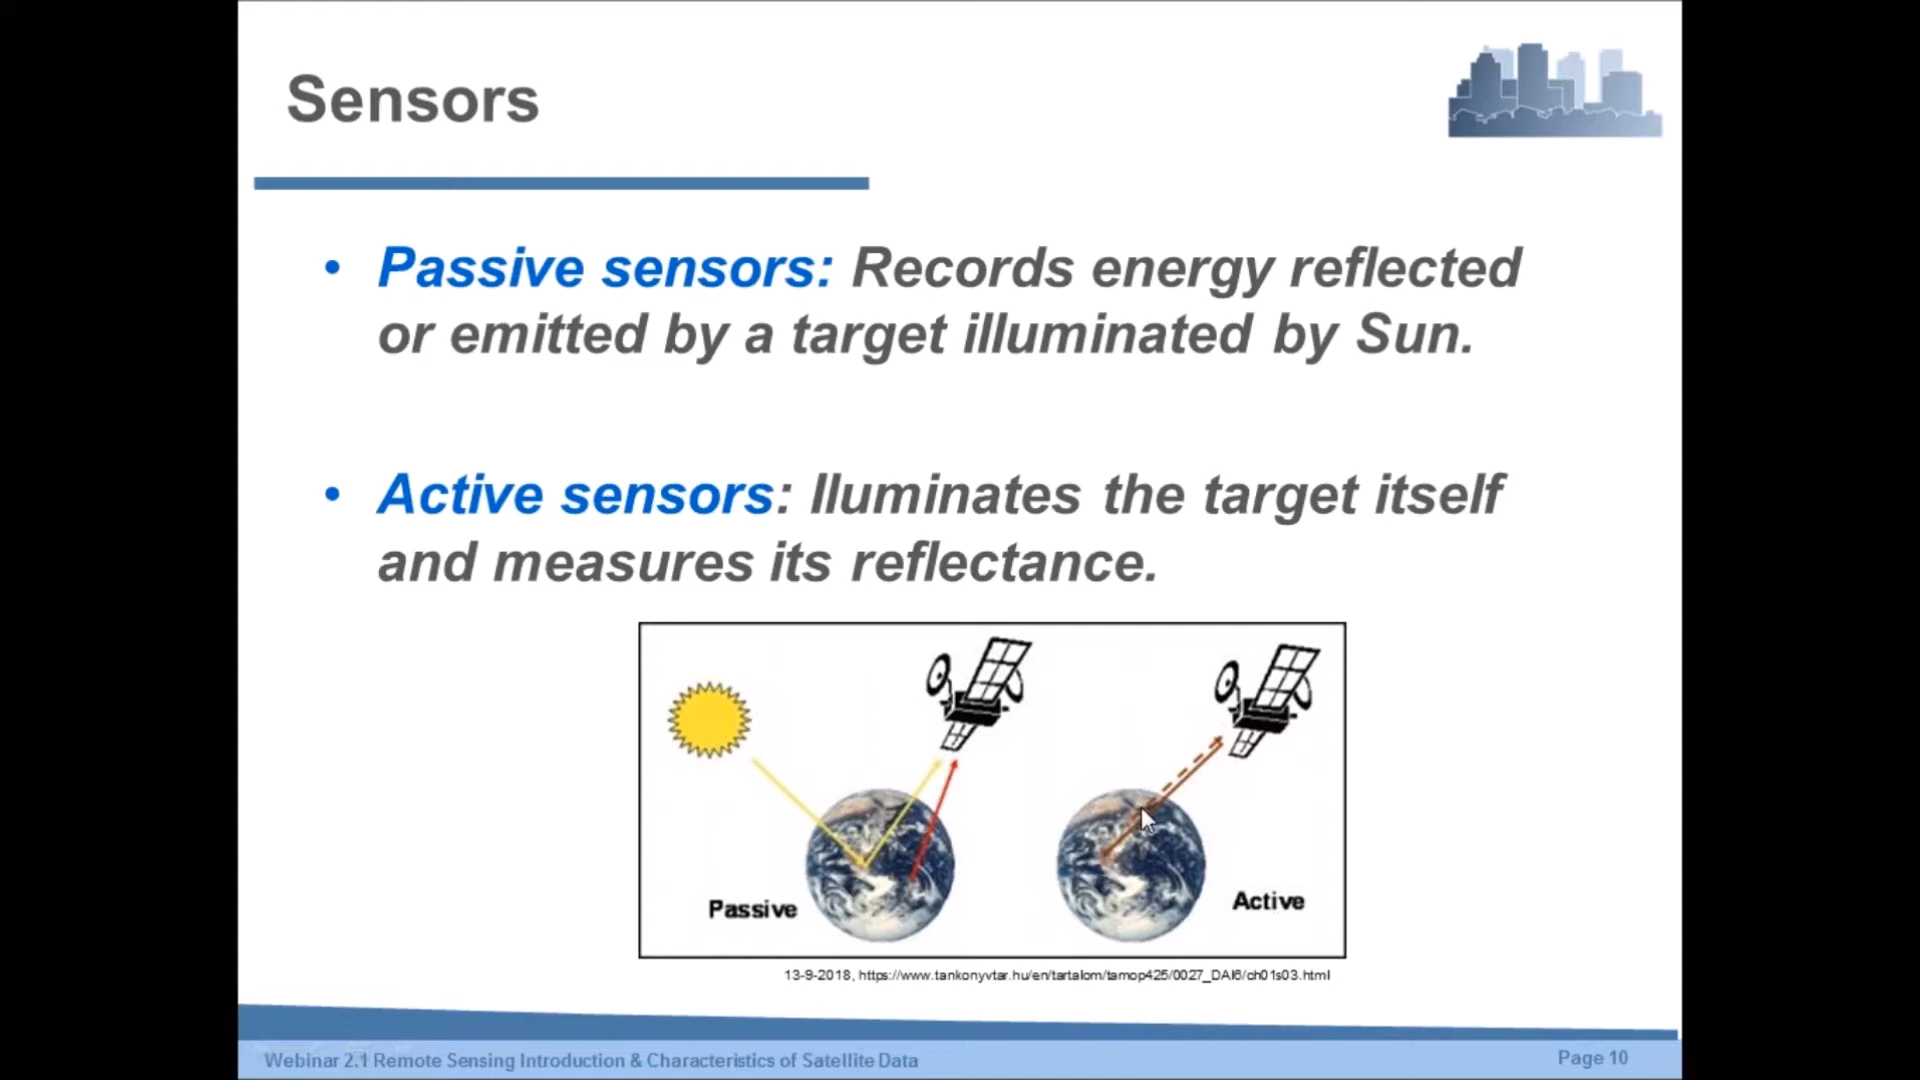 Sensors
• Passive sensors: Records energy reflected
or emitted by a target illuminated by Sun.
• Active sensors: Iluminates the target itself
and measures its reflectance.
Passive
Active
13-9-2018, https://www.tankonyvtar.hu/en/tartalom/tamop425/0027_DAI6/ch01s03.html
Webinar 2.1 Remote Sensing Introduction & Characteristics of Satellite Data
Page 10